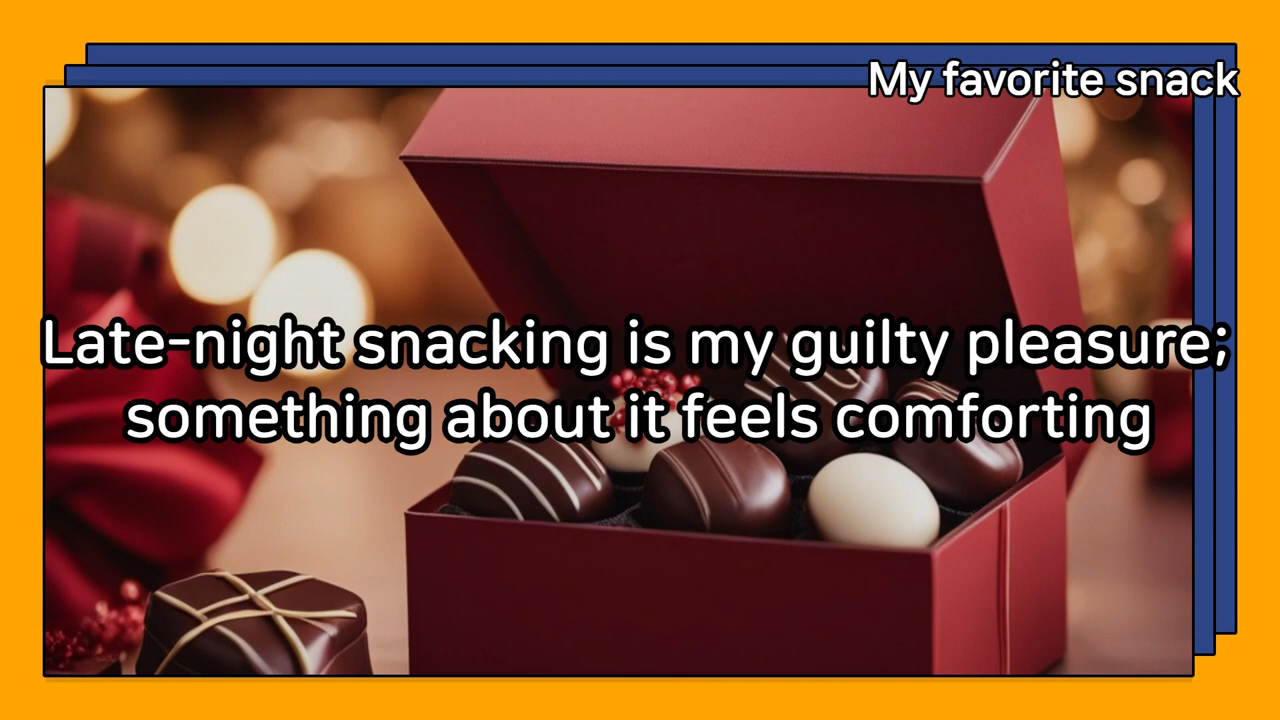 My favorite snack
Late-night snacking is my guilty pleasure;
something about it feels comforting